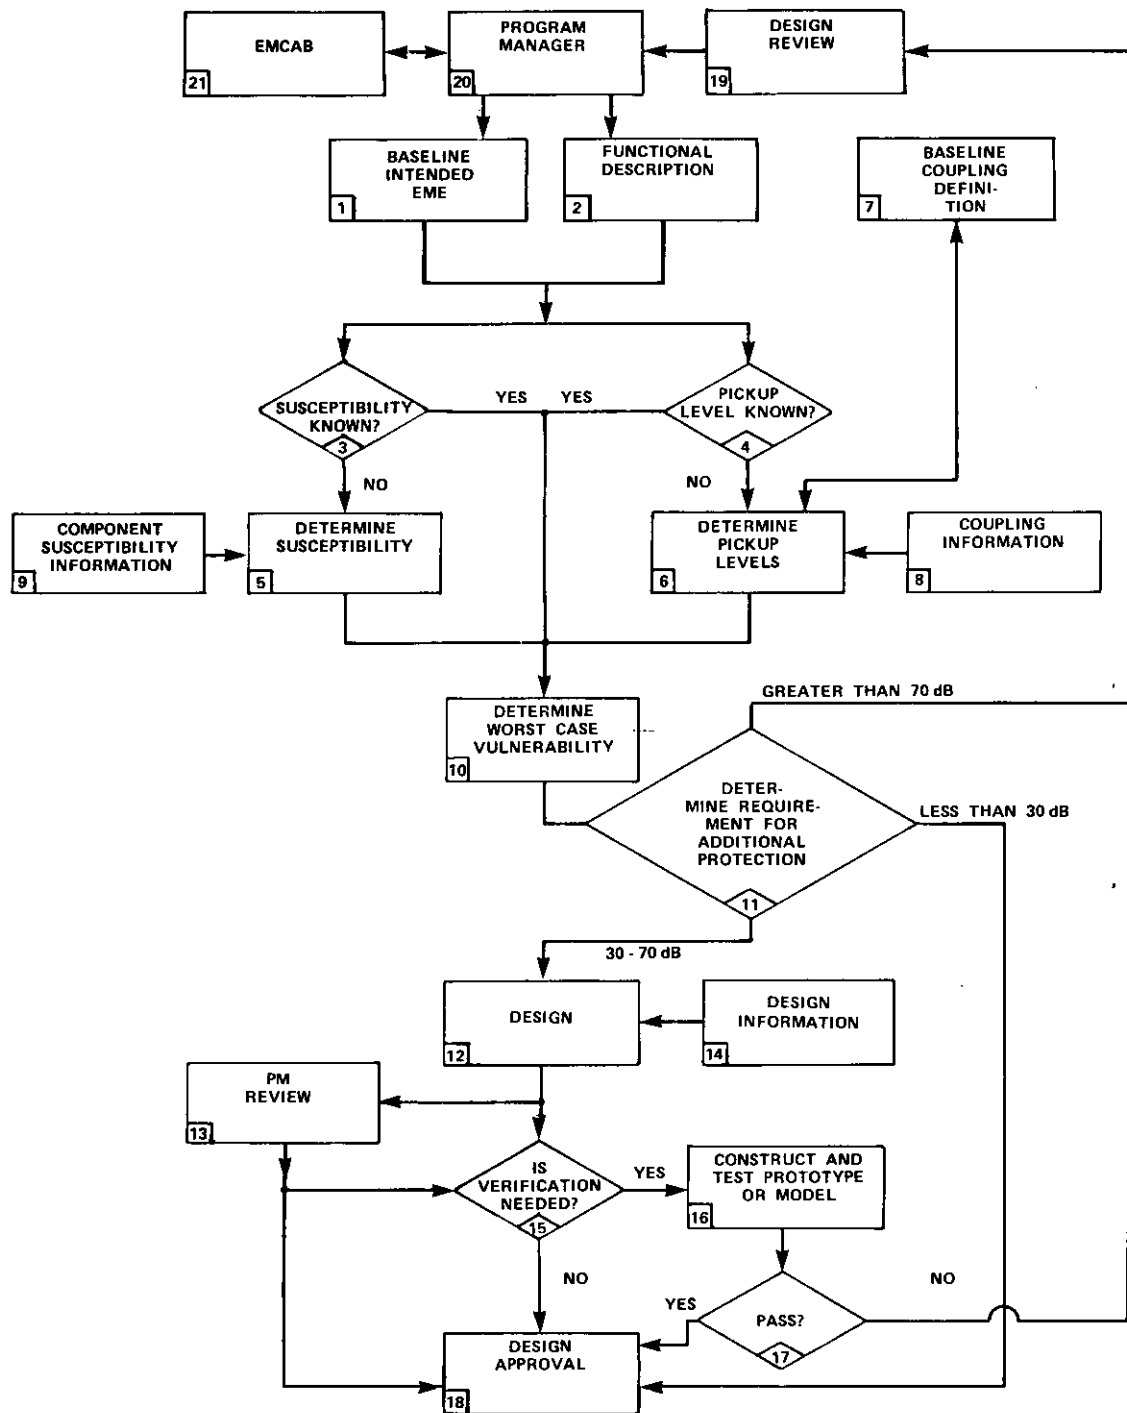 EMCAB
21
PROGRAM
MANAGER
20
DESIGN
REVIEW
19
BASELINE
INTENDED
EME
1
FUNCTIONAL
DESCRIPTION
2
BASELINE
COUPLING
DEFINI-
TION
7
SUSCEPTIBILITY
KNOWN?
3
YES
YES
PICKUP
LEVEL KNOWN?
4
NO
NO
COMPONENT
SUSCEPTIBILITY
INFORMATION
9
DETERMINE
SUSCEPTIBILITY
5
DETERMINE
PICKUP
LEVELS
6
COUPLING
INFORMATION
8
DETERMINE
WORST CASE
VULNERABILITY
10
GREATER THAN 70 dB
DETER-
MINE REQUIRE-
MENT FOR
ADDITIONAL
PROTECTION
11
LESS THAN 30 dB
30 - 70 dB
DESIGN
12
DESIGN
INFORMATION
14
PM
REVIEW
13
IS
VERIFICATION
NEEDED?
15
YES
CONSTRUCT AND
TEST PROTOTYPE
OR MODEL
16
NO
YES
PASS?
17
NO
DESIGN
APPROVAL
18